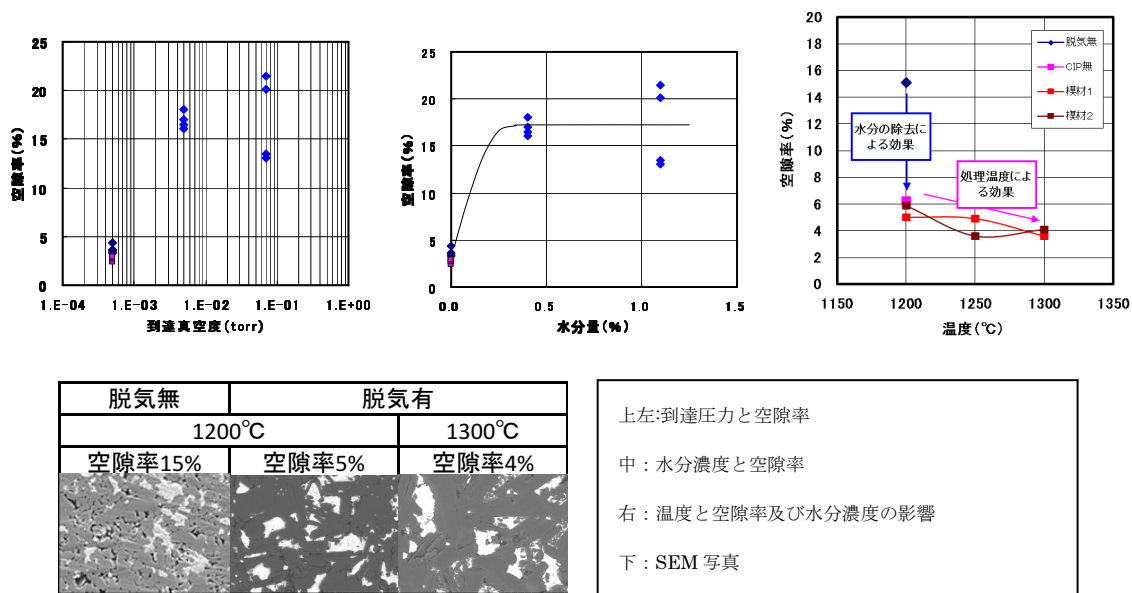 25
20
15
10
5
0
空隙率(%)
1.E-04 1.E-03 1.E-02 1.E-01 1.E+00
到達真空度(torr)
25
20
15
10
5
0
空隙率(%)
0.0 0.5 1.0 1.5
水分量(%)
20
18
16
14
12
10
8
6
4
2
0
空隙率(%)
脱気無
CIP無
模材1
模材2
水分の除去に
よる効果
処理温度によ
る効果
1150 1200 1250 1300 1350
温度(℃)
脱気無 脱気有
1200℃ 1300℃
空隙率15% 空隙率5% 空隙率4%
上左:到達圧力と空隙率
中：水分濃度と空隙率
右：温度と空隙率及び水分濃度の影響
下：SEM 写真